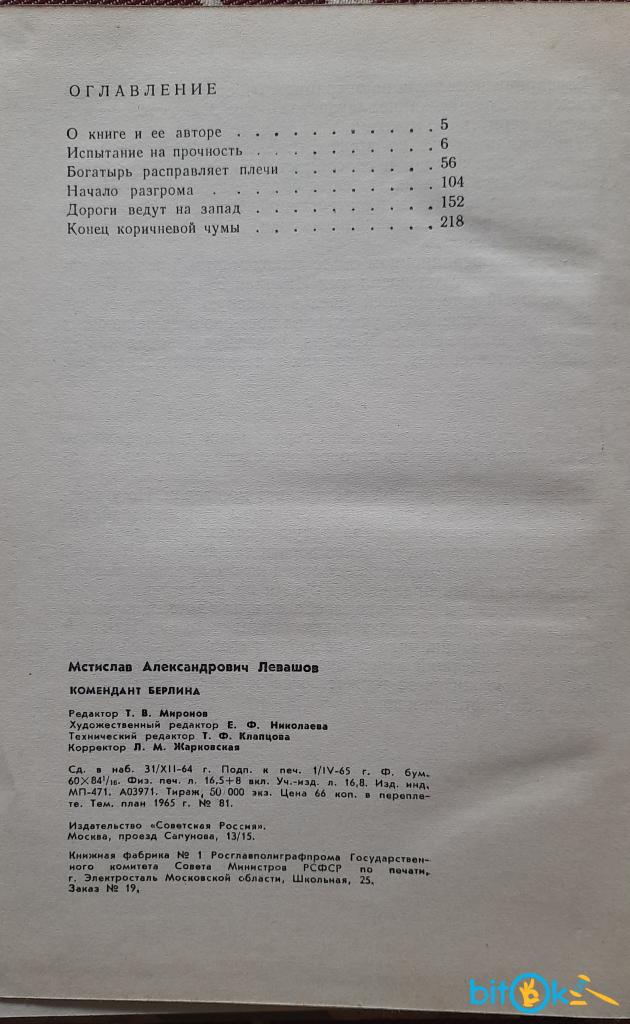 ОГЛАВЛЕНИЕ
О книге и ее авторе . . . . . . . . . . . 5
Испытание на прочность . . . . . . . . . . 6
Богатырь расправляет плечи . . . . . . . . . 56
Начало разгрома . . . . . . . . . . . . 104
Дороги ведут на запад . . . . . . . . . . 152
Конец коричневой чумы . . . . . . . . . . 218
Мстислав Александрович Левашов
КОМЕНДАНТ БЕРЛИНА
Редактор Т. В. Миронов
Художественный редактор Е. Ф. Николаева
Технический редактор Т. Ф. Клапцова
Корректор Л. М. Жарковская
Сд. в наб. 31/XII-64 г. Подп. к печ. 1/IV-65 г. Ф. бум.
60×84¹/₁₆. Физ. печ. л. 16,5+8 вкл. Уч.-изд. л. 16,8. Изд. инд.
МП-471. А03971. Тираж, 50 000 экз. Цена 66 коп. в перепле-
те. Тем. план 1965 г. № 81.
Издательство «Советская Россия».
Москва, проезд Сапунова, 13/15.
Книжная фабрика № 1 Росглавполиграфпрома Государствен-
ного комитета Совета Министров РСФСР по печати,
г. Электросталь Московской области, Школьная, 25.
Заказ № 19.
bitok